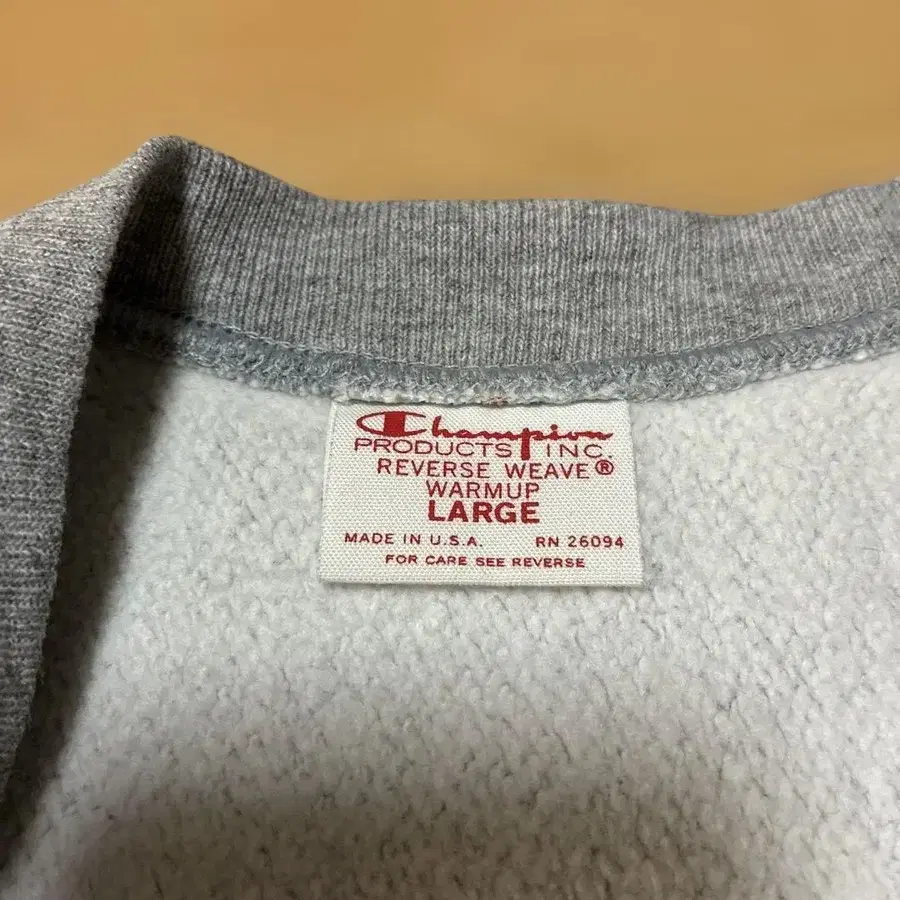 Champion
PRODUCTS INC.
REVERSE WEAVE®
WARMUP
LARGE
MADE IN U.S.A. RN 26094
FOR CARE SEE REVERSE